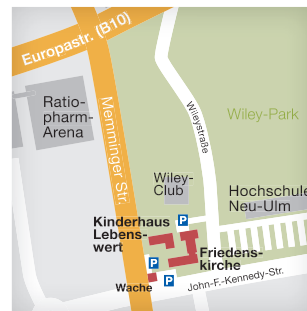 Europastr. (B10)
Ratio-
pharm-
Arena
Memminger Str.
Wileystraße
Wiley-Park
Wiley-
Club
Hochschule
Neu-Ulm
P
Kinderhaus
Lebens-
wert
Friedens-
kirche
P
Wache
P
John-F.-Kennedy-Str.